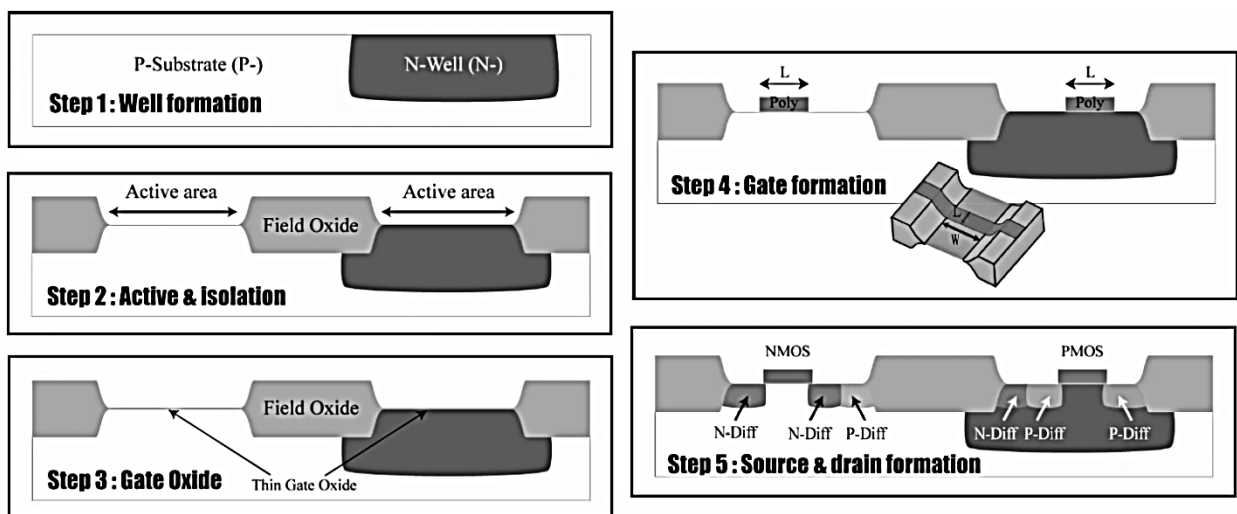 P-Substrate (P-)
N-Well (N-)
Step 1 : Well formation
Active area
Active area
Field Oxide
Step 2 : Active & isolation
Field Oxide
Step 3 : Gate Oxide
Thin Gate Oxide
L
L
Poly
Poly
Step 4 : Gate formation
L
W
NMOS
PMOS
N-Diff
N-Diff
P-Diff
N-Diff
P-Diff
P-Diff
Step 5 : Source & drain formation